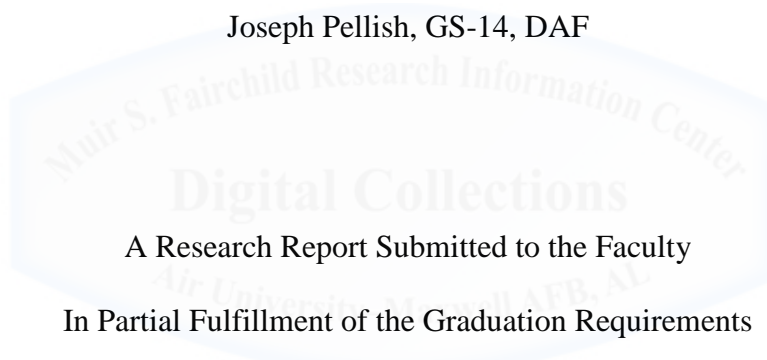 Joseph Pellish, GS-14, DAF
Muir S. Fairchild Research Information Center
Digital Collections
A Research Report Submitted to the Faculty
Air University, Maxwell AFB, AL
In Partial Fulfillment of the Graduation Requirements